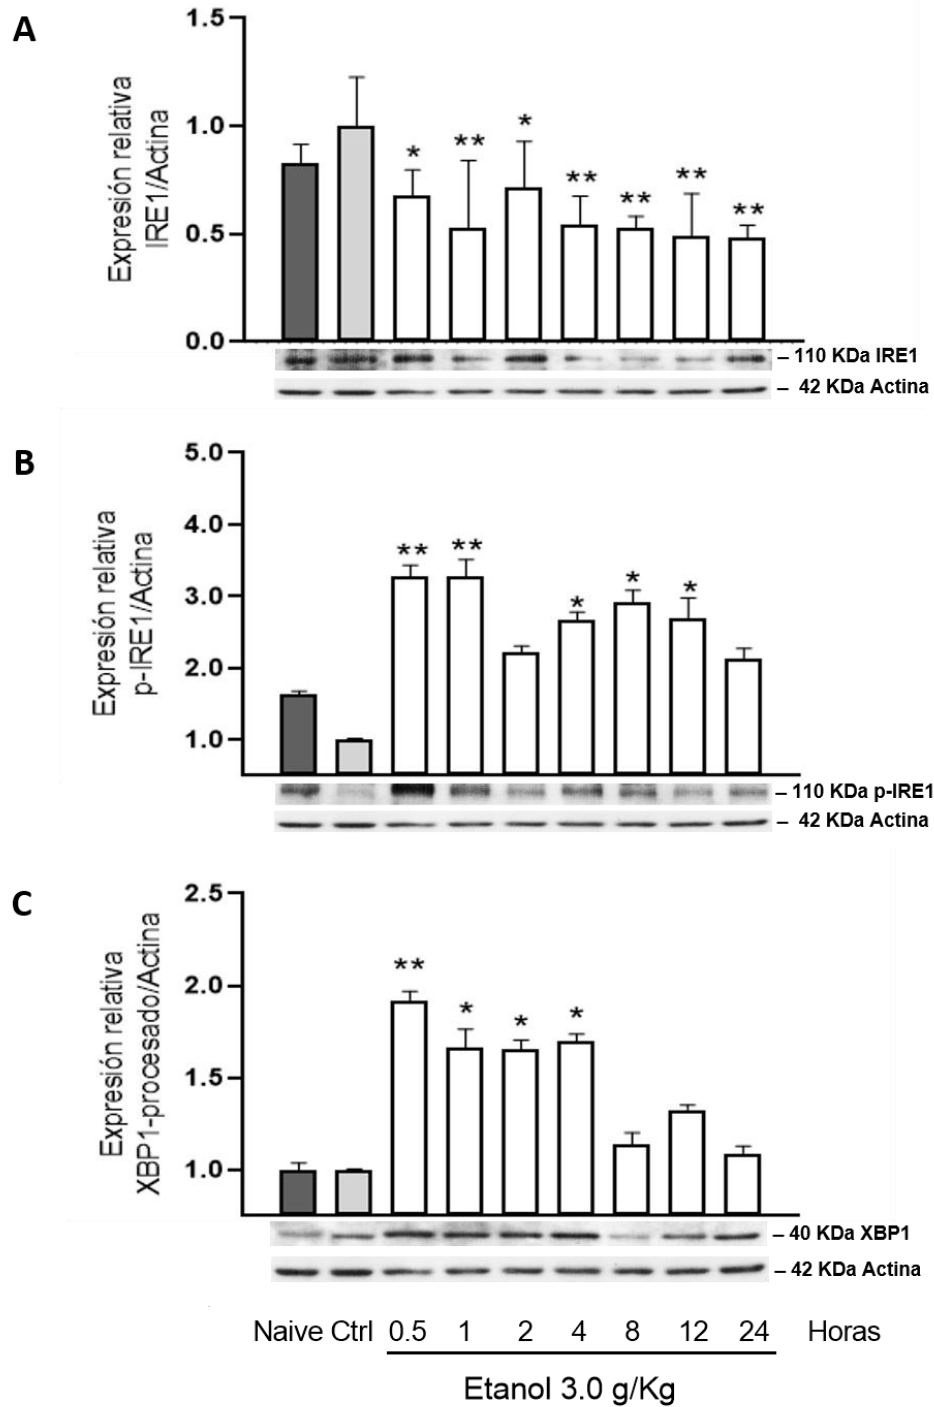 A
Expresión relativa
IRE1/Actina
1.5
1.0
0.5
0.0
* ** * ** ** ** **
– 110 KDa IRE1
– 42 KDa Actina
B
Expresión relativa
p-IRE1/Actina
5.0
4.0
3.0
2.0
1.0
** ** * * *
– 110 KDa p-IRE1
– 42 KDa Actina
C
Expresión relativa
XBP1-procesado/Actina
2.5
2.0
1.5
1.0
** * * *
– 40 KDa XBP1
– 42 KDa Actina
Naive Ctrl 0.5 1 2 4 8 12 24 Horas
Etanol 3.0 g/Kg